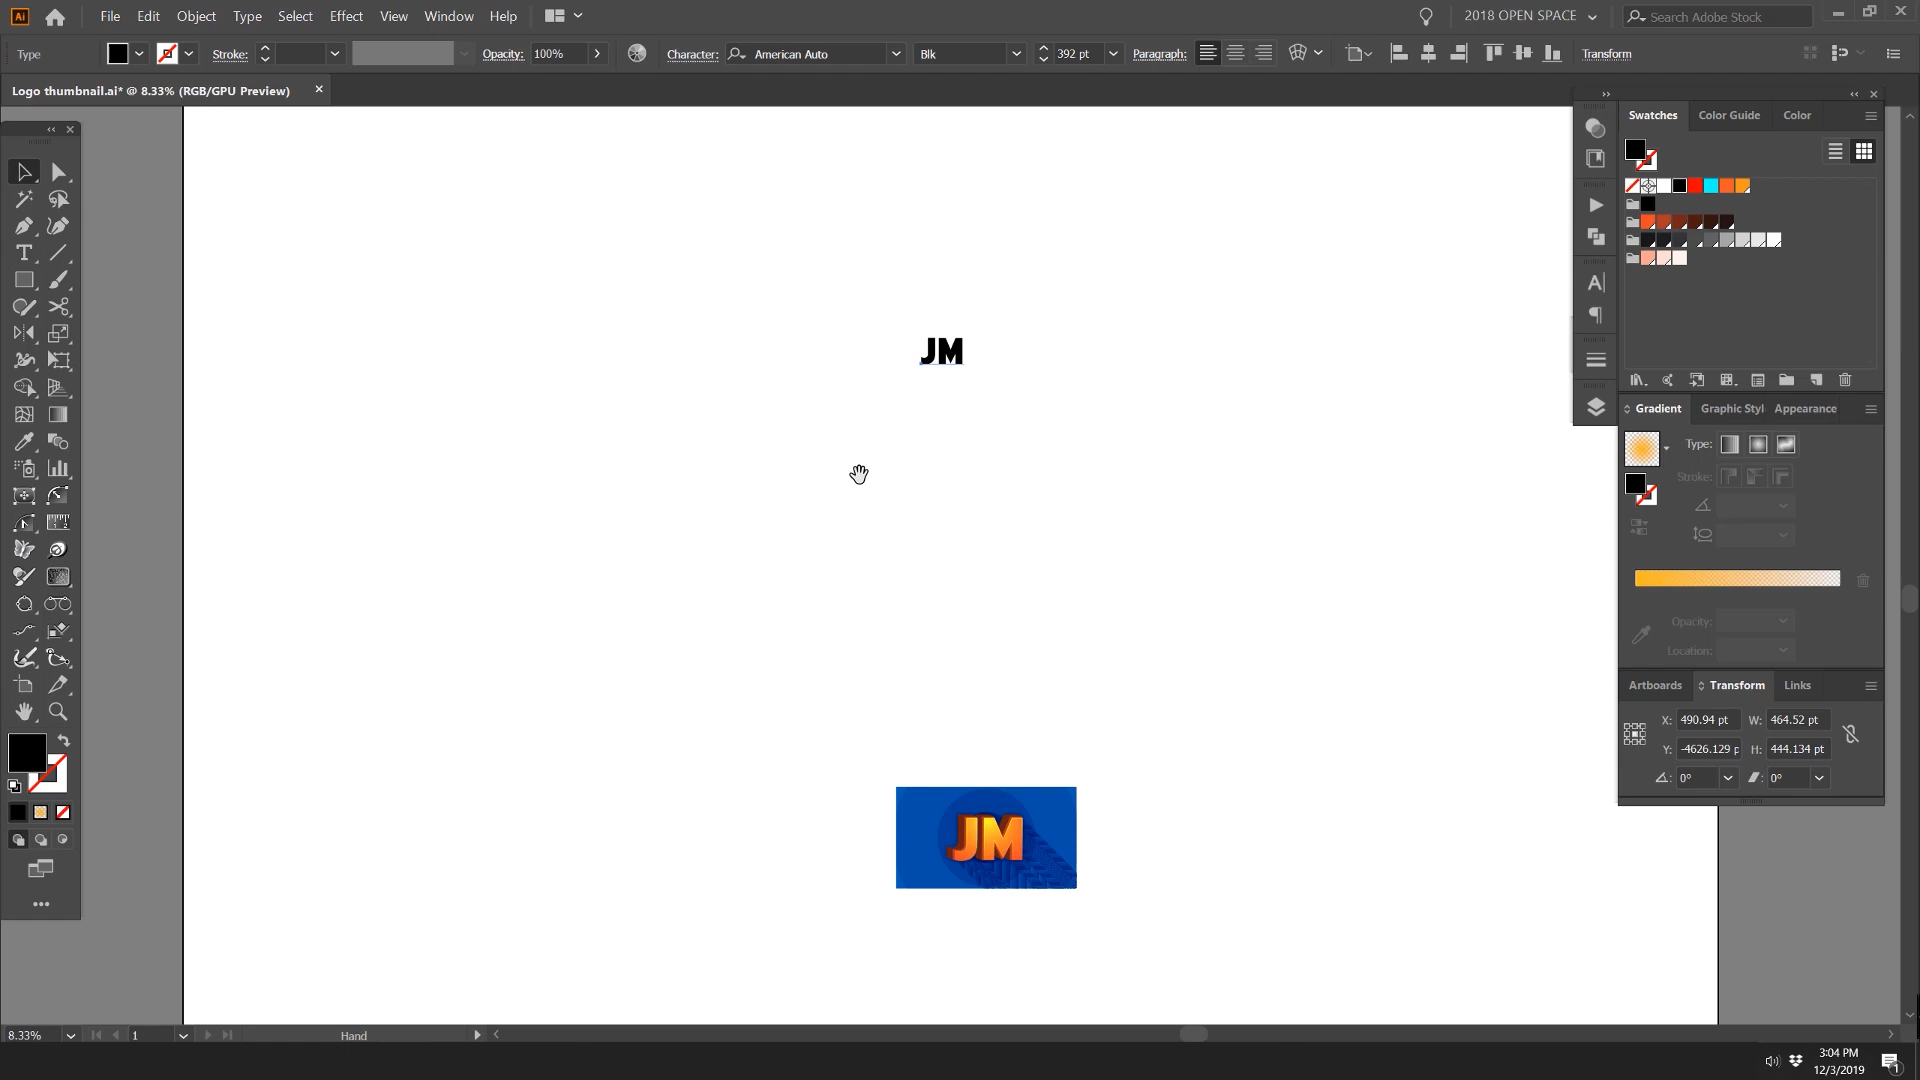 Ai File Edit Object Type Select Effect View Window Help 2018 OPEN SPACE Search Adobe Stock
Type Stroke: Opacity: 100% Character: American Auto Blk 392 pt Paragraph: Transform
Logo thumbnail.ai* @ 8.33% (RGB/GPU Preview)
Swatches Color Guide Color
JM
Gradient Graphic Styl Appearance
Type:
Stroke:
Opacity:
Location:
Artboards Transform Links
X: 490.94 pt W: 464.52 pt
Y: -4626.129 p H: 444.134 pt
0° 0°
JM
8.33% 1 Hand
3:04 PM
12/3/2019
1